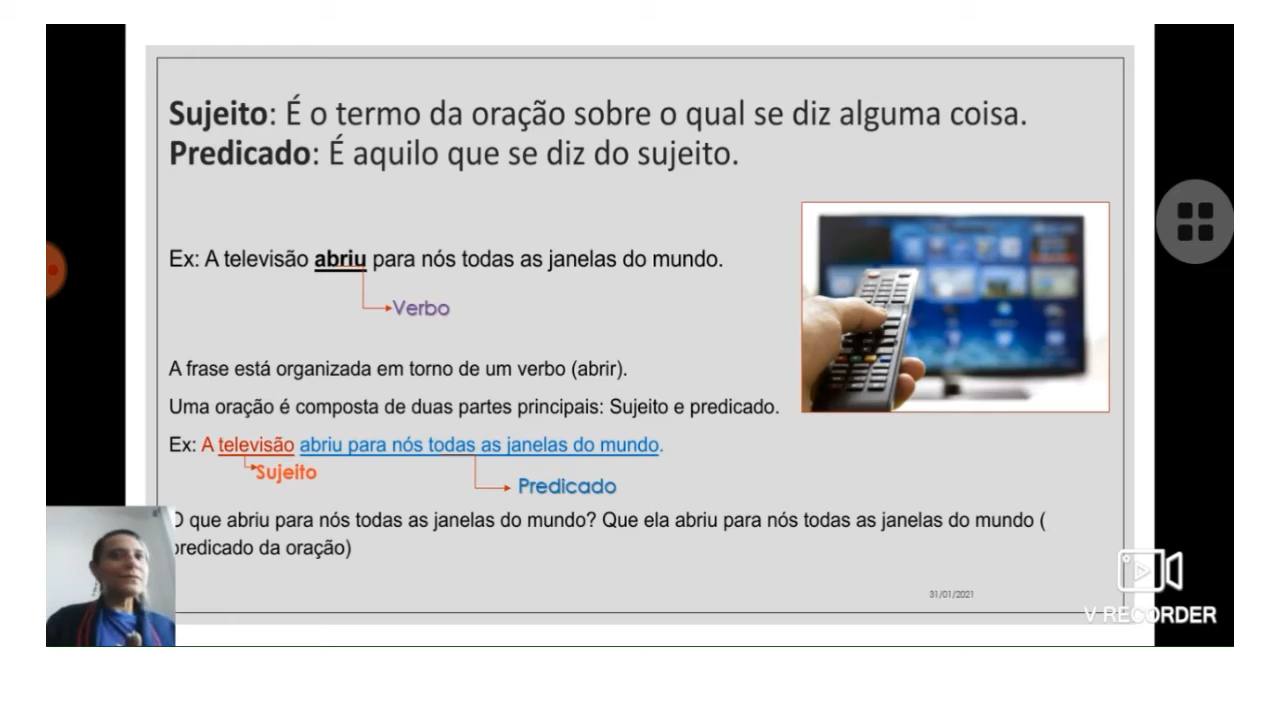 Sujeito: É o termo da oração sobre o qual se diz alguma coisa.
Predicado: É aquilo que se diz do sujeito.
Ex: A televisão abriu para nós todas as janelas do mundo.
Verbo
A frase está organizada em torno de um verbo (abrir).
Uma oração é composta de duas partes principais: Sujeito e predicado.
Ex: A televisão abriu para nós todas as janelas do mundo.
Sujeito
Predicado
O que abriu para nós todas as janelas do mundo? Que ela abriu para nós todas as janelas do mundo (
predicado da oração)
31/01/2021
V RECORDER